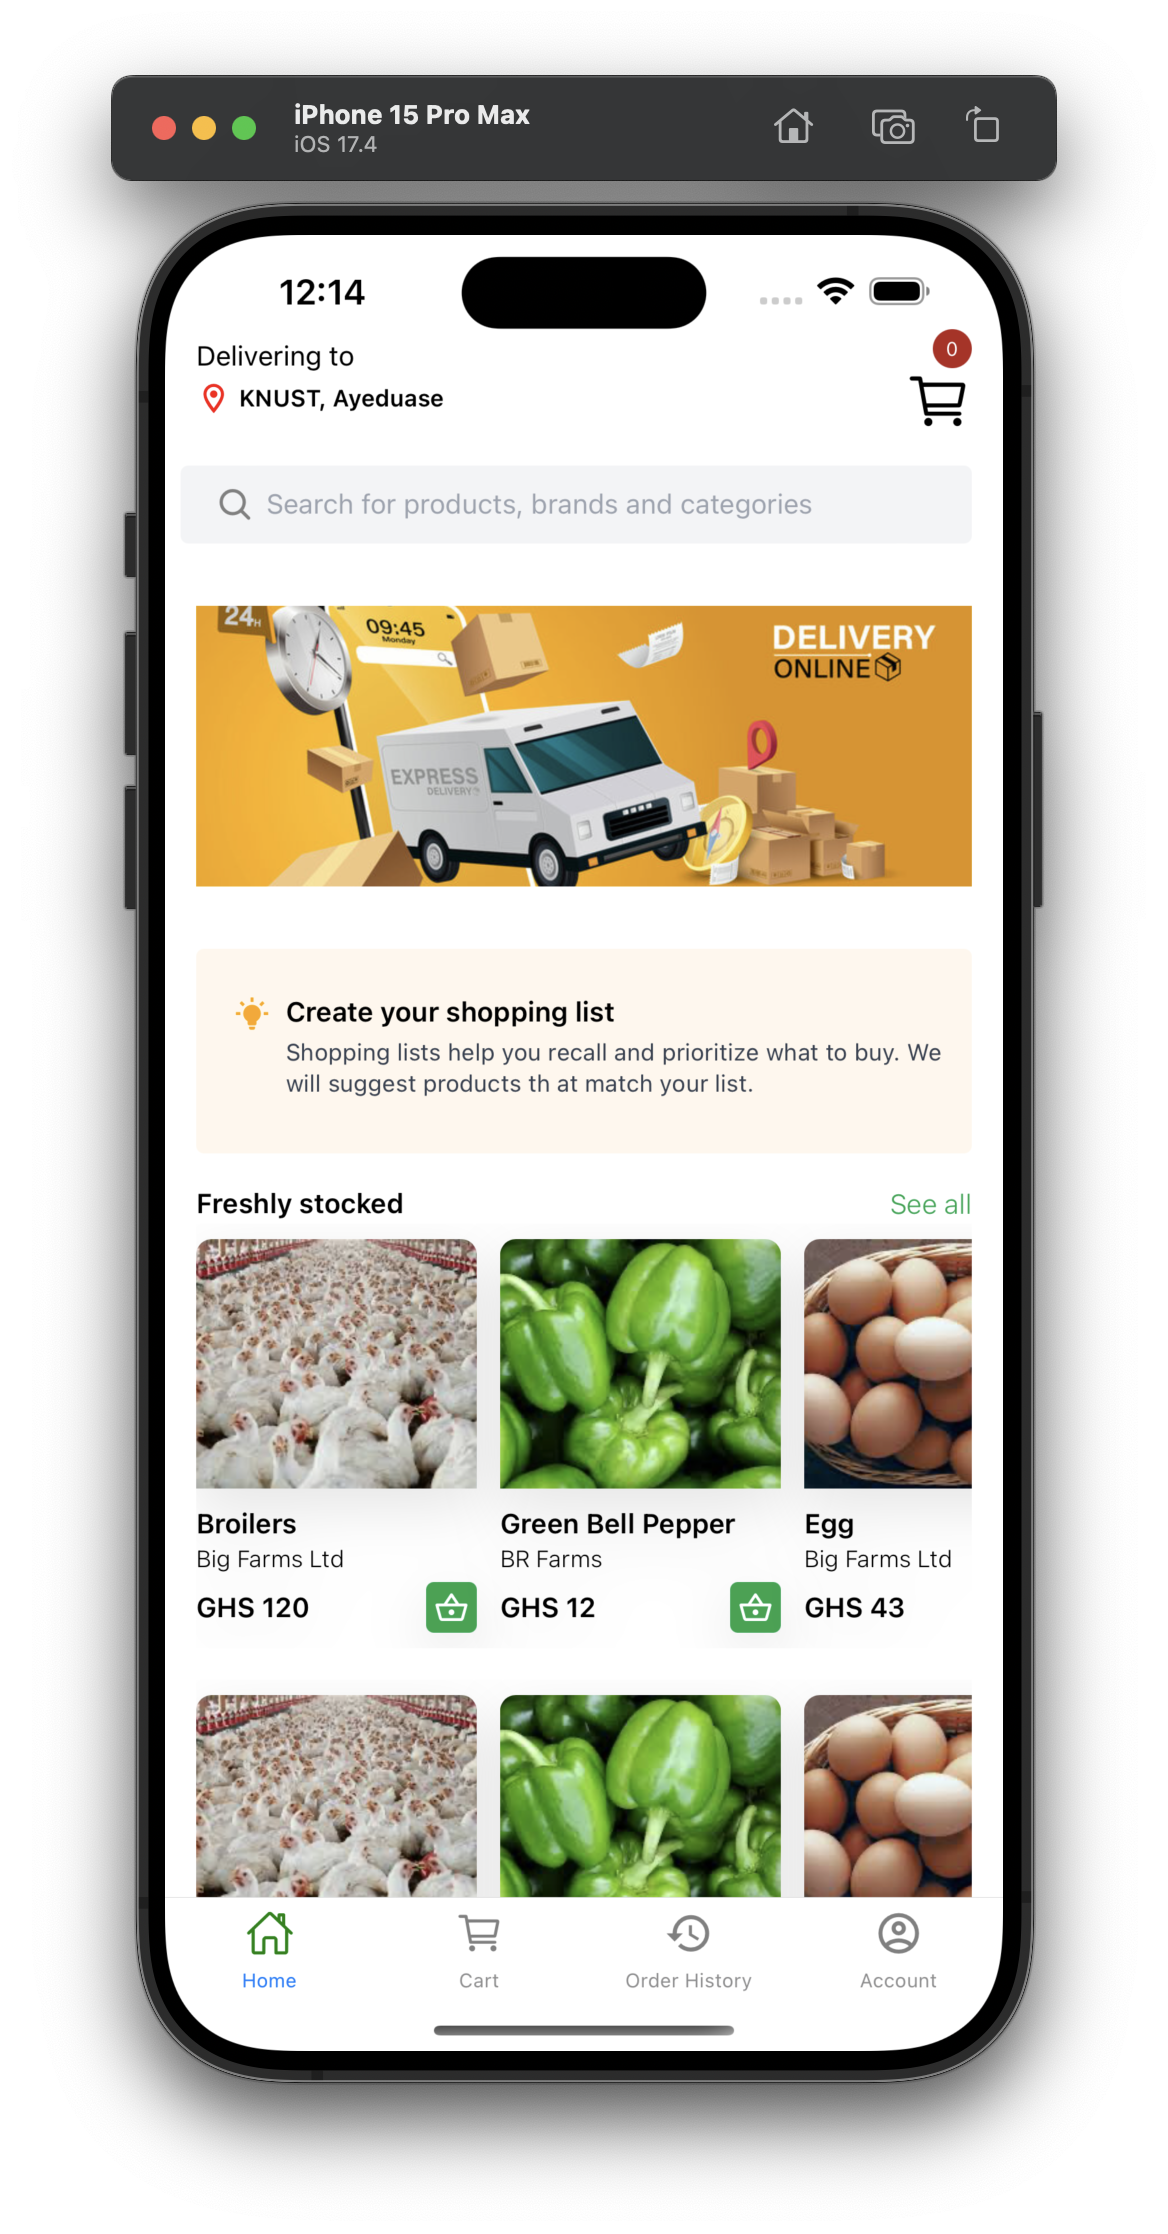 iPhone 15 Pro Max
iOS 17.4
12:14
Delivering to
0
KNUST, Ayeduase
Search for products, brands and categories
24H
09:45
Monday
DELIVERY
ONLINE
EXPRESS
DELIVERY
Create your shopping list
Shopping lists help you recall and prioritize what to buy. We
will suggest products th at match your list.
Freshly stocked
See all
Broilers
Big Farms Ltd
GHS 120
Green Bell Pepper
BR Farms
GHS 12
Egg
Big Farms Ltd
GHS 43
Home
Cart
Order History
Account